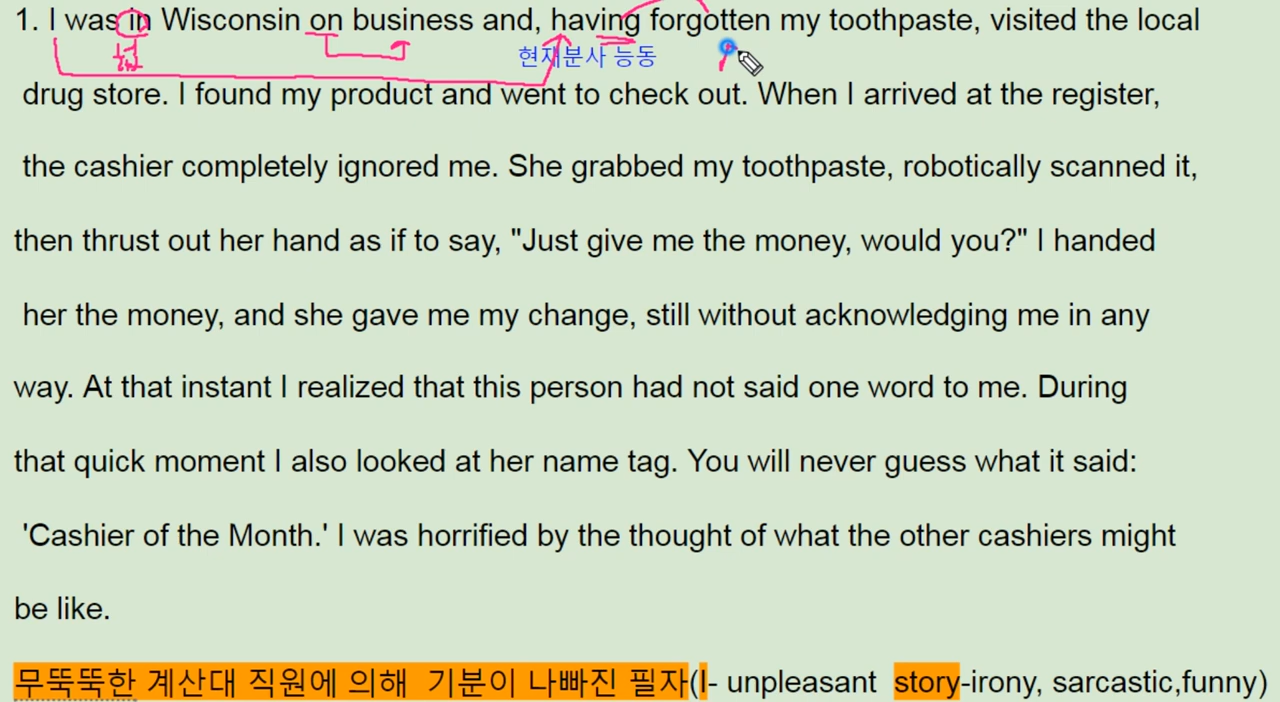 1. I was in Wisconsin on business and, having forgotten my toothpaste, visited the local
현재분사 능동
drug store. I found my product and went to check out. When I arrived at the register,
the cashier completely ignored me. She grabbed my toothpaste, robotically scanned it,
then thrust out her hand as if to say, "Just give me the money, would you?" I handed
her the money, and she gave me my change, still without acknowledging me in any
way. At that instant I realized that this person had not said one word to me. During
that quick moment I also looked at her name tag. You will never guess what it said:
'Cashier of the Month.' I was horrified by the thought of what the other cashiers might
be like.
무뚝뚝한 계산대 직원에 의해 기분이 나빠진 필자(I- unpleasant story-irony, sarcastic,funny)